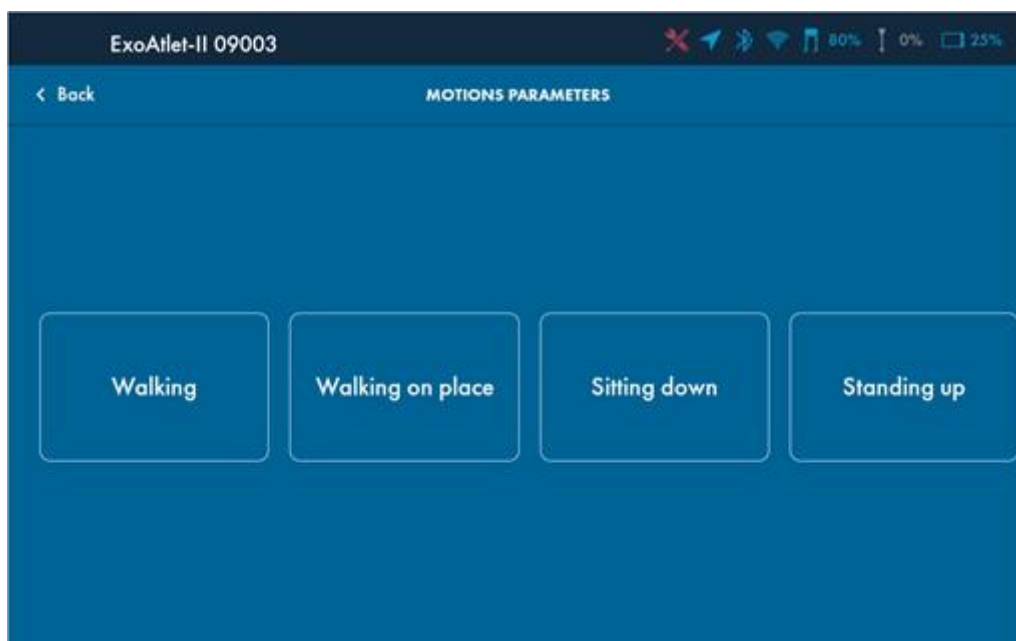 ExoAtlet-II 09003 80% 0% 25%
< Back MOTIONS PARAMETERS
Walking Walking on place Sitting down Standing up